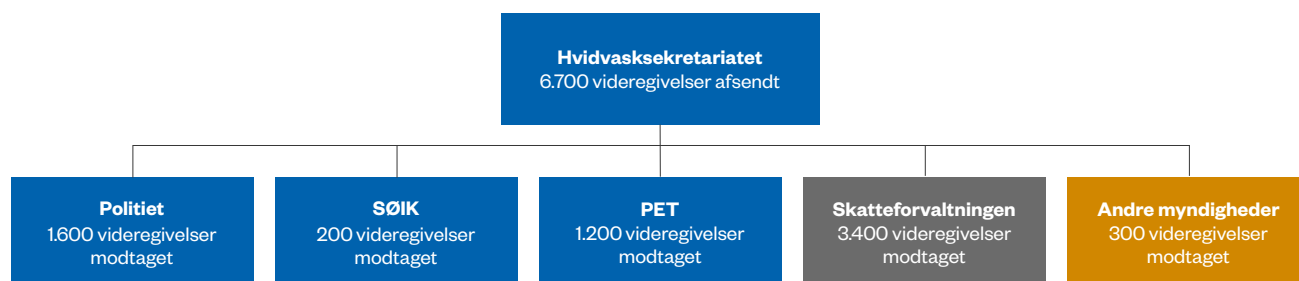 Hvidvasksekretariatet
6.700 videregivelser afsendt
Politiet
1.600 videregivelser
modtaget
SØIK
200 videregivelser
modtaget
PET
1.200 videregivelser
modtaget
Skatteforvaltningen
3.400 videregivelser
modtaget
Andre myndigheder
300 videregivelser
modtaget